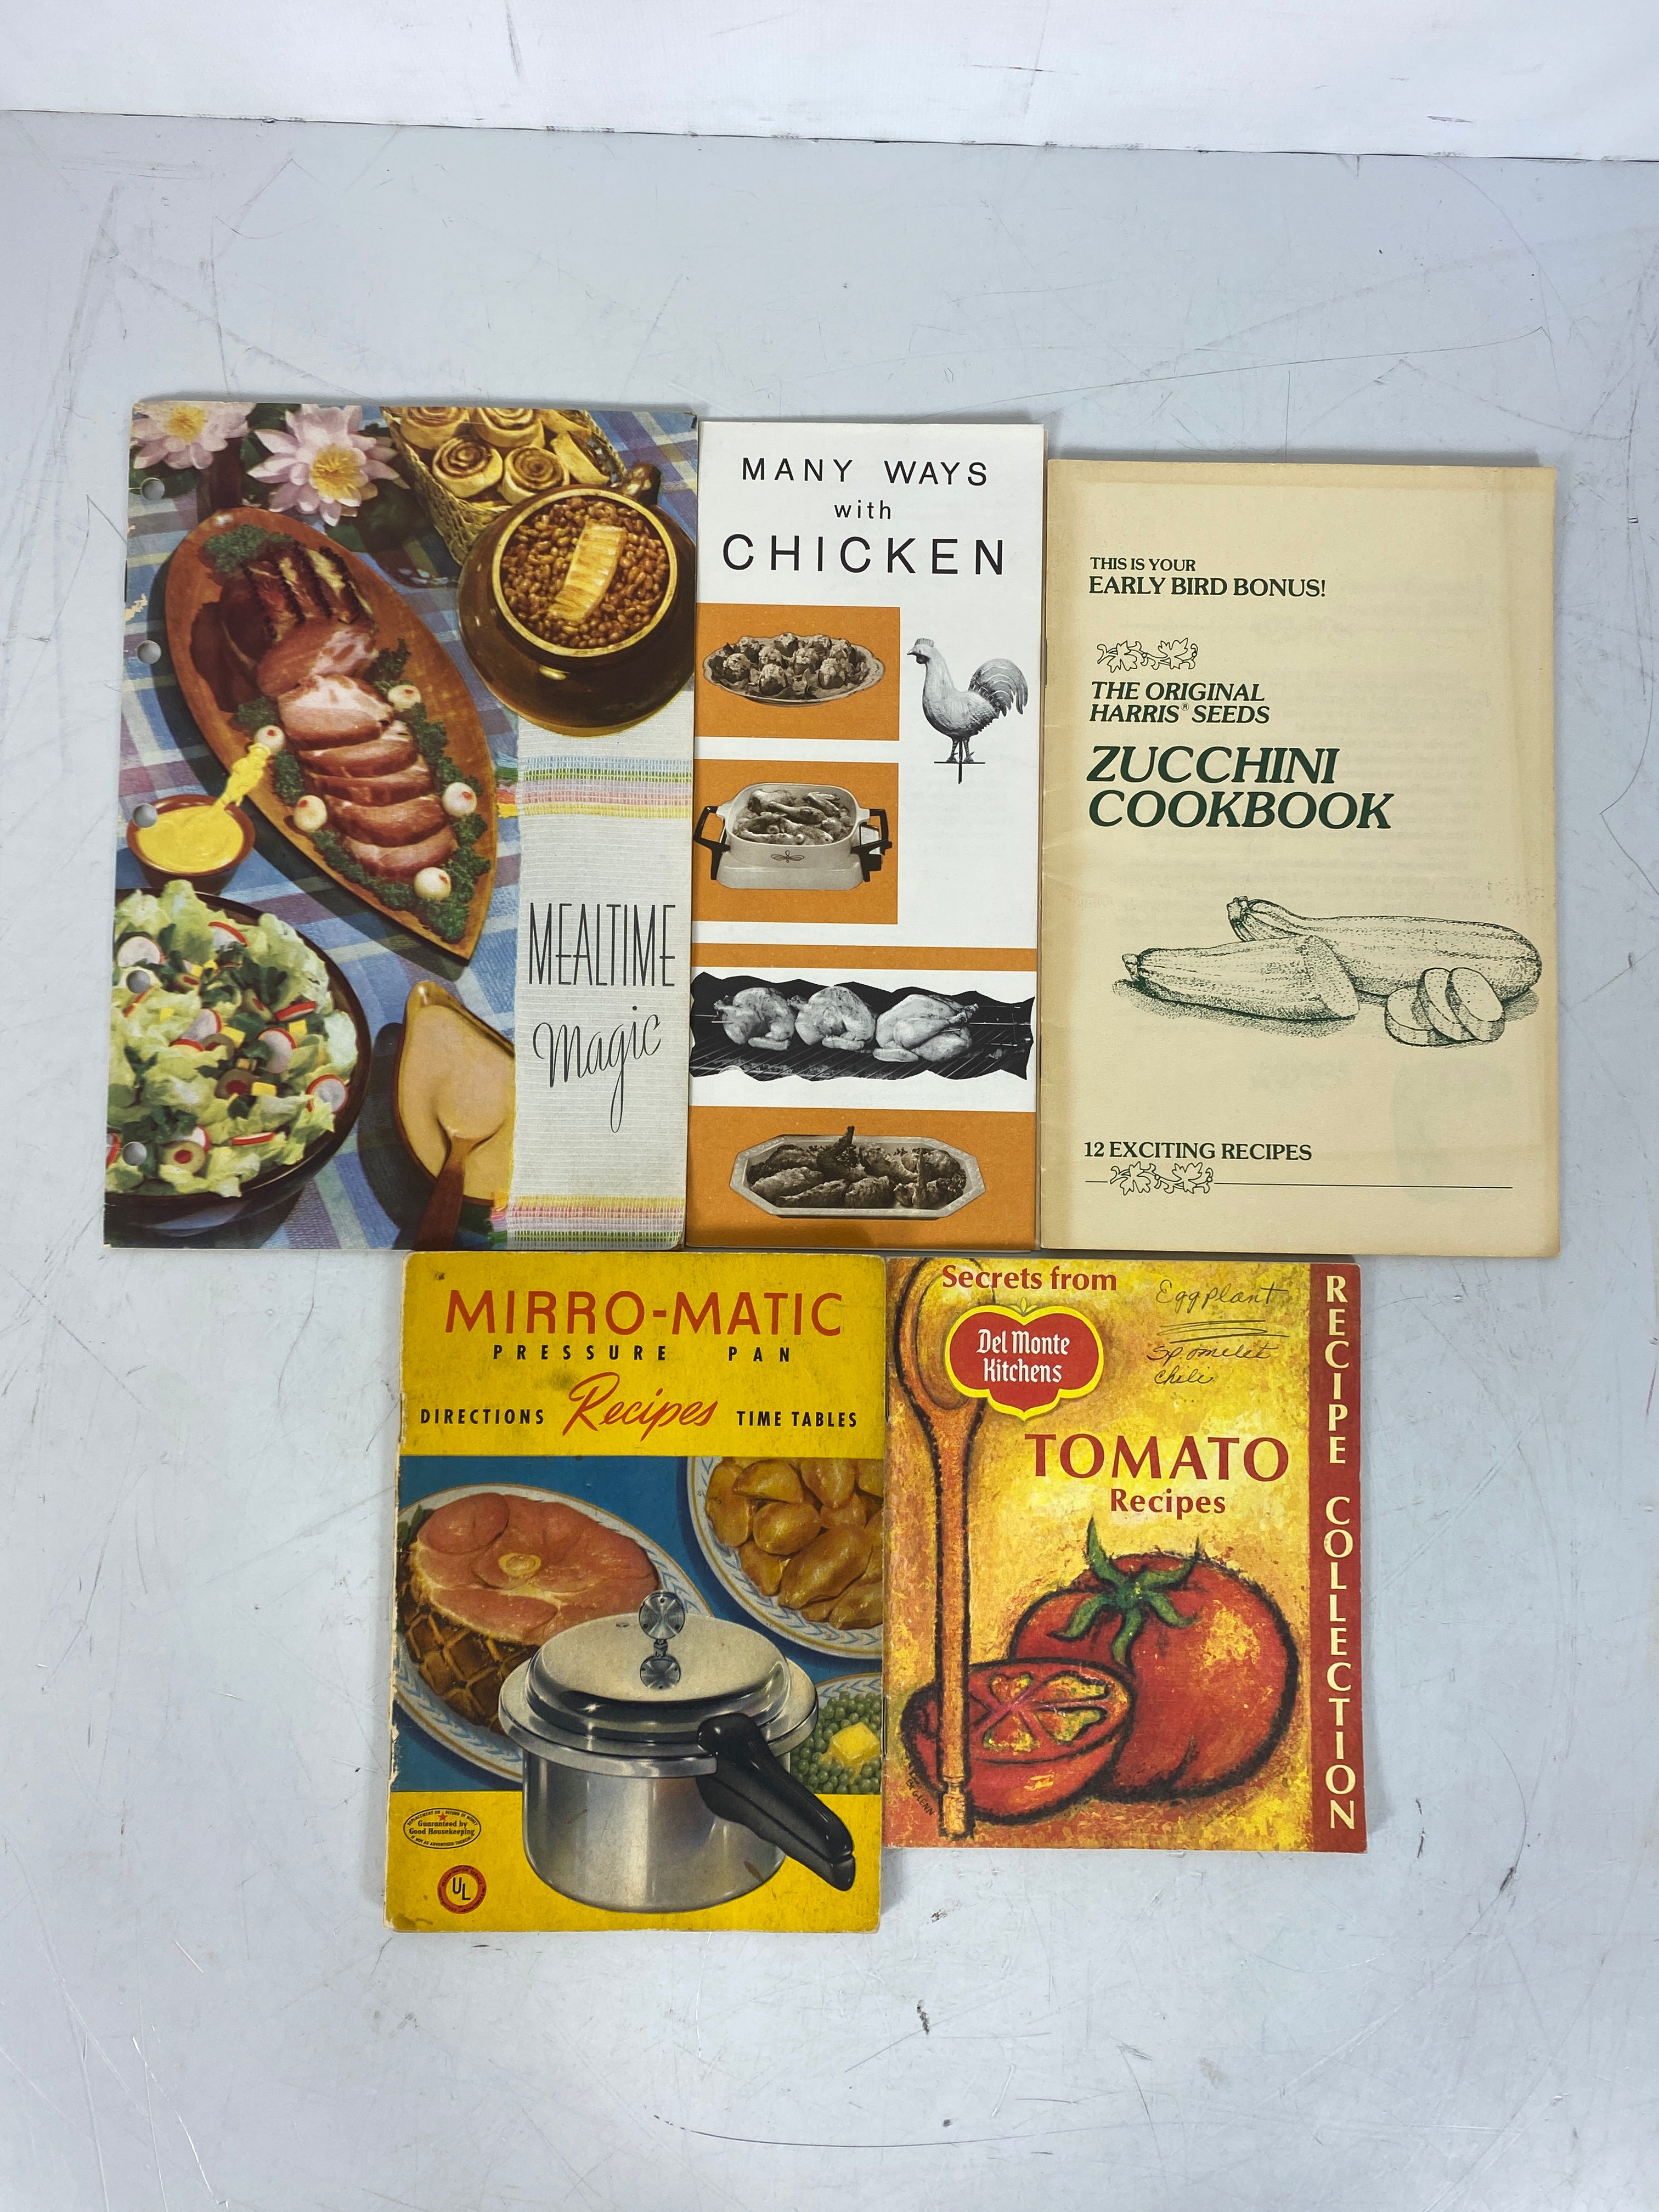 MEALTIME
Magic
MANY WAYS
with
CHICKEN
THIS IS YOUR
EARLY BIRD BONUS!
THE ORIGINAL
HARRIS® SEEDS
ZUCCHINI
COOKBOOK
12 EXCITING RECIPES
MIRRO-MATIC
PRESSURE PAN
DIRECTIONS Recipes TIME TABLES
Guaranteed by
Good Housekeeping
UL
Secrets from
Del Monte
Kitchens
Eggplant
Sp. omelet
Chili
TOMATO
Recipes
GLENN
RECIPE COLLECTION